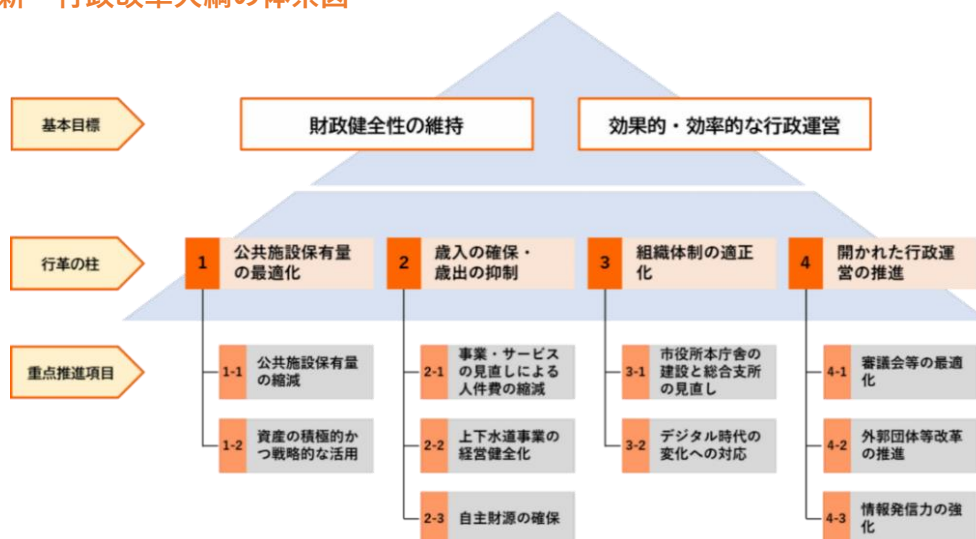 新 行政改革大綱の体系図
基本目標
財政健全性の維持
効果的・効率的な行政運営
行革の柱
1
公共施設保有量
の最適化
2
歳入の確保・
歳出の抑制
3
組織体制の適正
化
4
開かれた行政運
営の推進
重点推進項目
1-1
公共施設保有量
の縮減
1-2
資産の積極的か
つ戦略的な活用
2-1
事業・サービス
の見直しによる
人件費の縮減
2-2
上下水道事業の
経営健全化
2-3
自主財源の確保
3-1
市役所本庁舎の
建設と総合支所
の見直し
3-2
デジタル時代の
変化への対応
4-1
審議会等の最適
化
4-2
外郭団体等改革
の推進
4-3
情報発信力の強
化